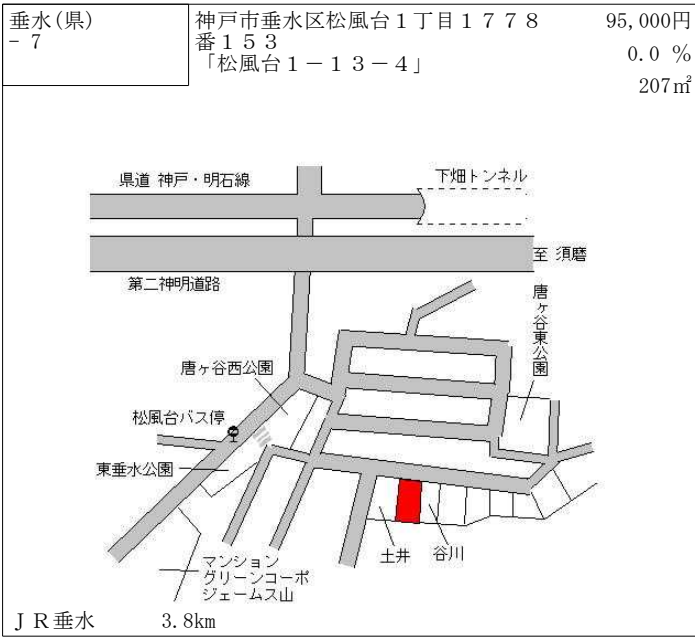 垂水(県)
－７
神戸市垂水区松風台１丁目１７７８
番１５３
「松風台１－１３－４」
95,000円
0.0 %
207㎡
県道 神戸・明石線
下畑トンネル
至 須磨
第二神明道路
唐ヶ谷東公園
唐ヶ谷西公園
松風台バス停
東垂水公園
土井
谷川
マンション
グリーンコーポ
ジェームス山
ＪＲ垂水
3.8km